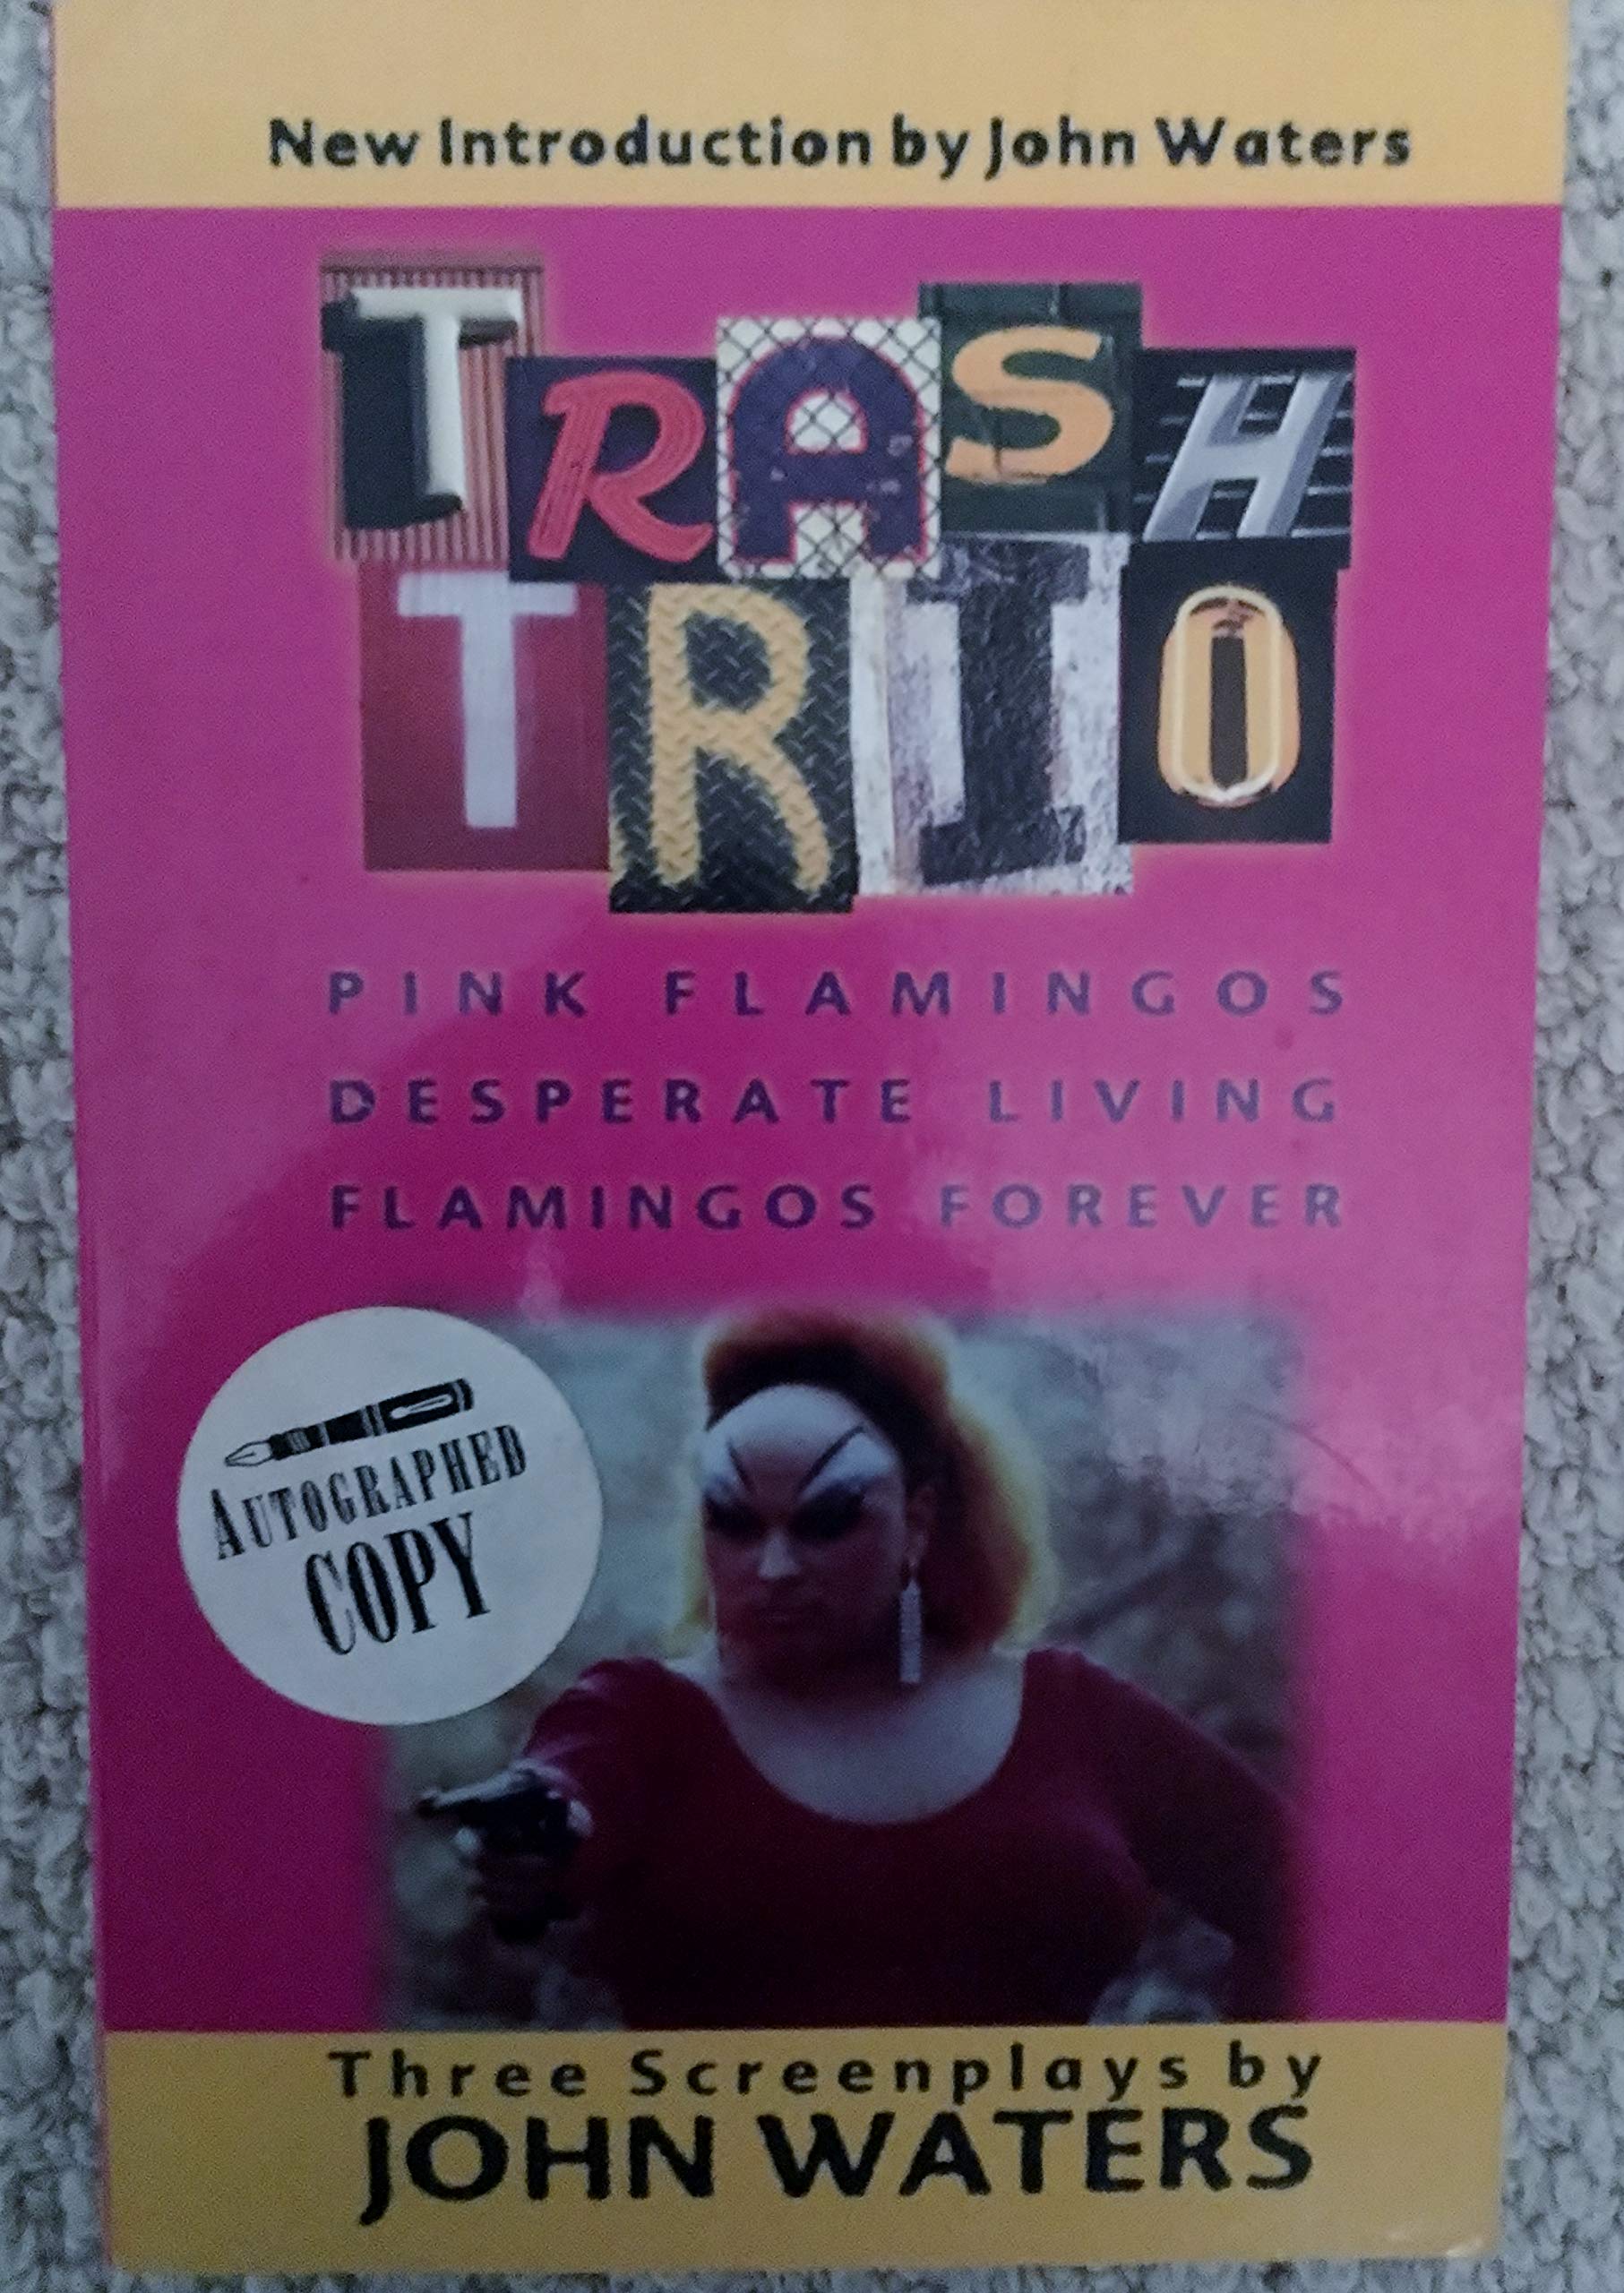 New Introduction by John Waters
TRASH
TRIO
PINK FLAMINGOS
DESPERATE LIVING
FLAMINGOS FOREVER
AUTOGRAPHED
COPY
Three Screenplays by
JOHN WATERS